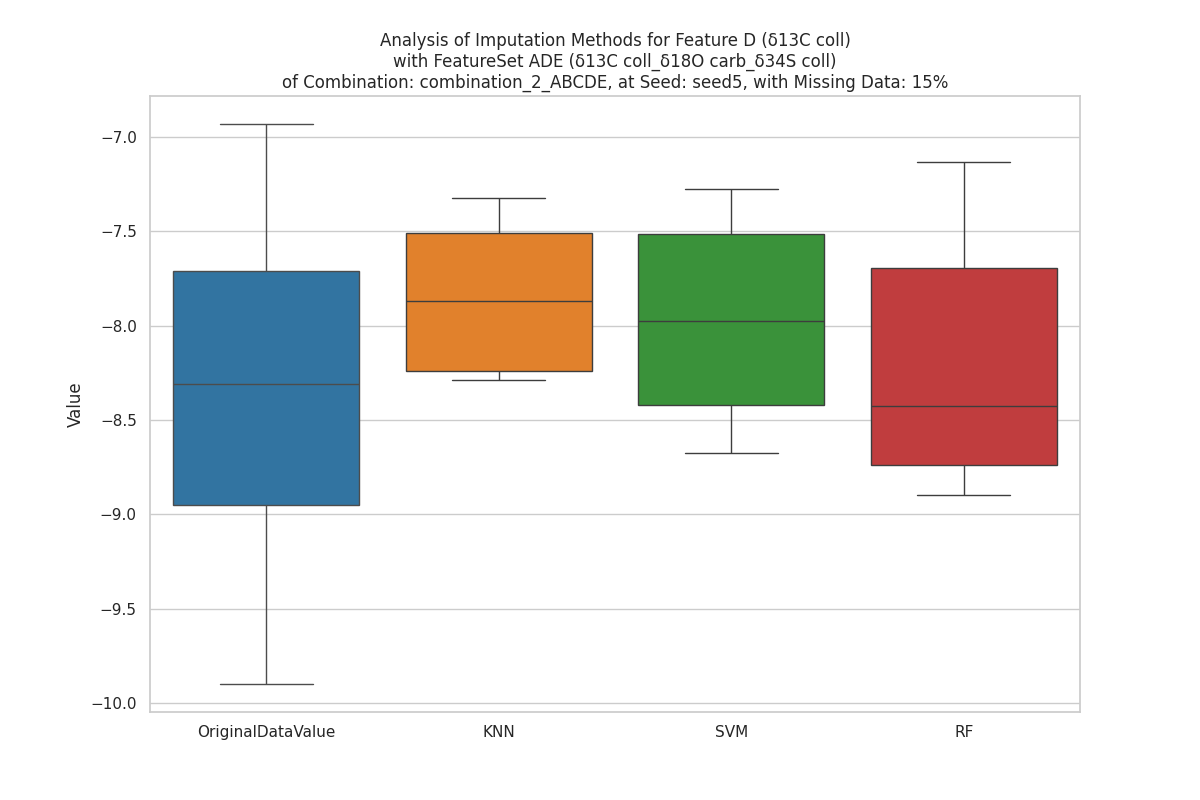 Analysis of Imputation Methods for Feature D (δ13C coll)
with FeatureSet ADE (δ13C coll_δ18O carb_δ34S coll)
of Combination: combination_2_ABCDE, at Seed: seed5, with Missing Data: 15%
−7.0
−7.5
−8.0
−8.5
−9.0
−9.5
−10.0
Value
OriginalDataValue
KNN
SVM
RF